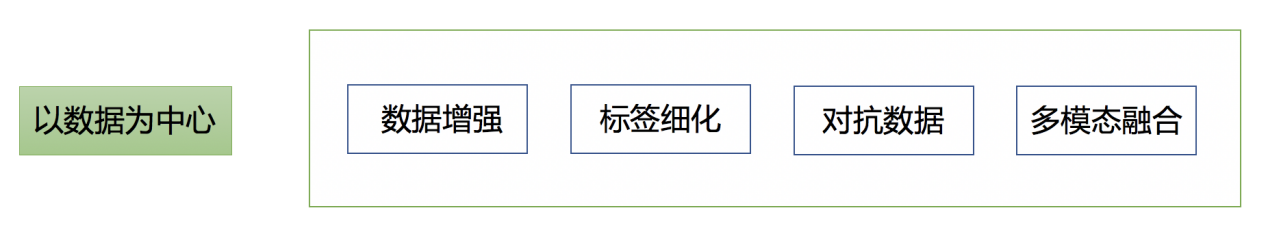 以数据为中心
数据增强
标签细化
对抗数据
多模态融合